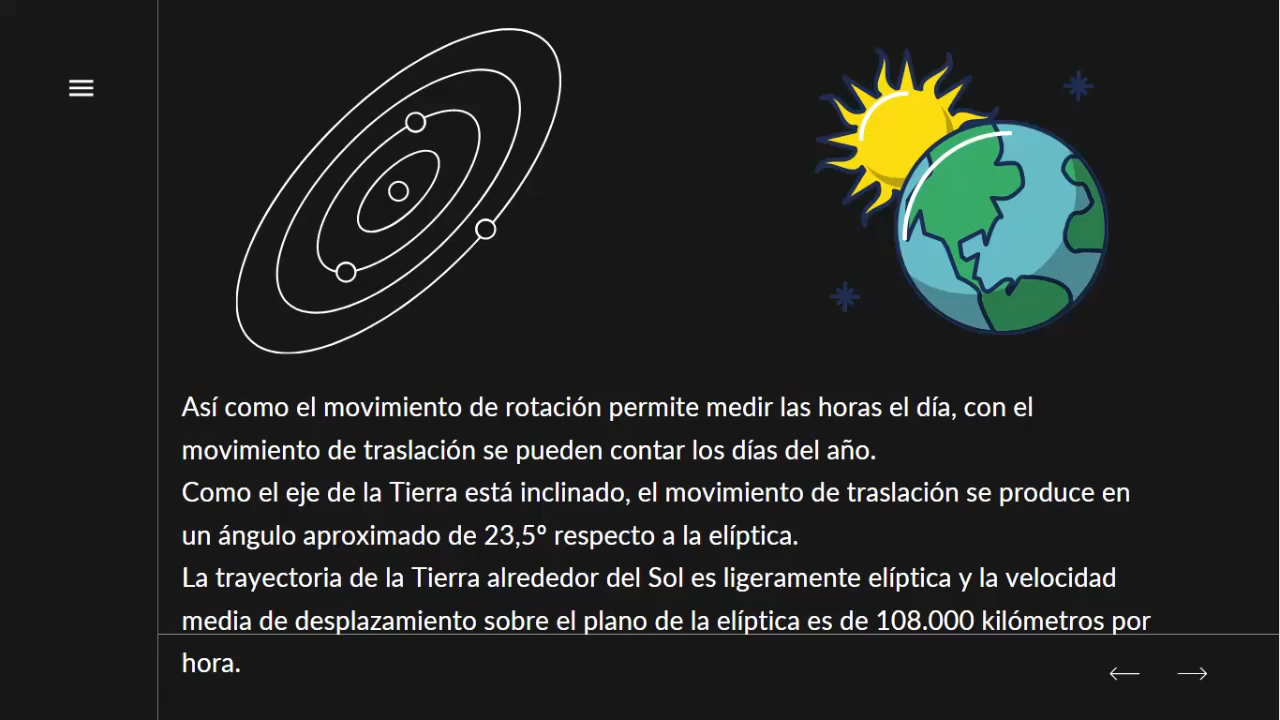 Así como el movimiento de rotación permite medir las horas el día, con el
movimiento de traslación se pueden contar los días del año.
Como el eje de la Tierra está inclinado, el movimiento de traslación se produce en
un ángulo aproximado de 23,5º respecto a la elíptica.
La trayectoria de la Tierra alrededor del Sol es ligeramente elíptica y la velocidad
media de desplazamiento sobre el plano de la elíptica es de 108.000 kilómetros por
hora.